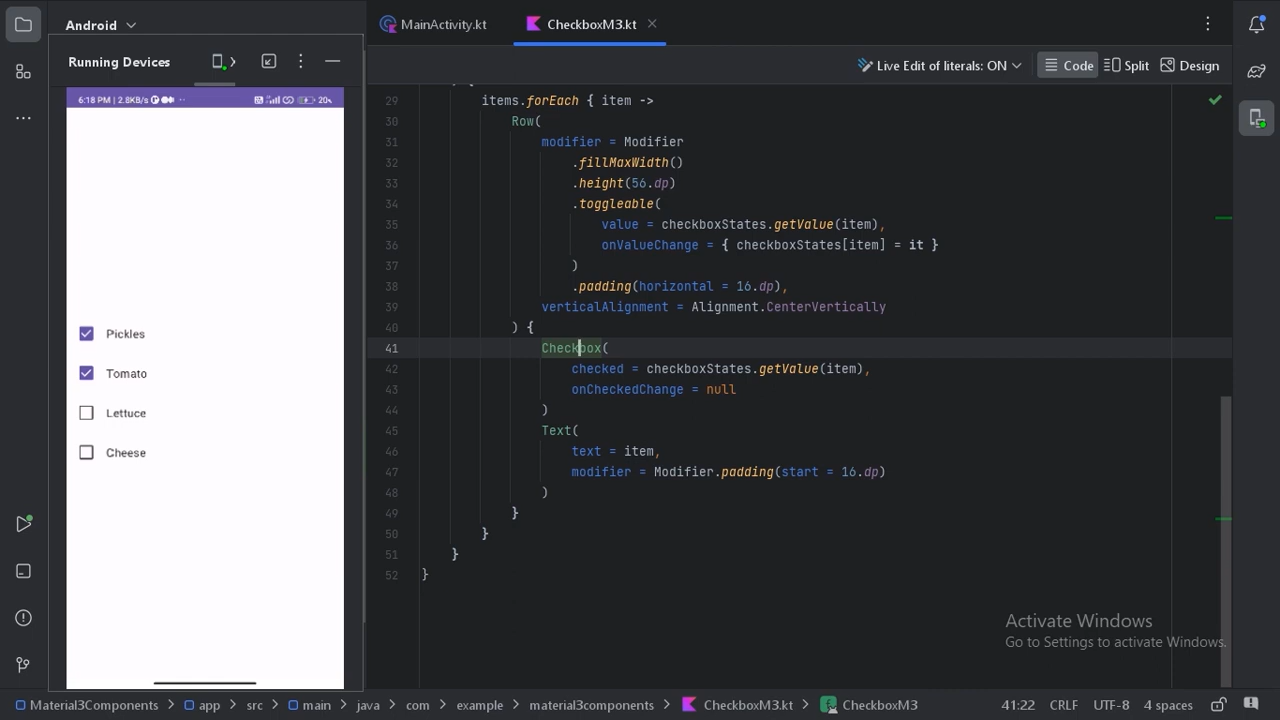 Android
MainActivity.kt
CheckboxM3.kt
Running Devices
Live Edit of literals: ON
Code
Split
Design
6:18 PM | 2.8KB/s
20%
Pickles
Tomato
Lettuce
Cheese
29 items.forEach { item ->
30 Row(
31 modifier = Modifier
32 .fillMaxWidth()
33 .height(56.dp)
34 .toggleable(
35 value = checkboxStates.getValue(item),
36 onValueChange = { checkboxStates[item] = it }
37 )
38 .padding(horizontal = 16.dp),
39 verticalAlignment = Alignment.CenterVertically
40 ) {
41 Checkbox(
42 checked = checkboxStates.getValue(item),
43 onCheckedChange = null
44 )
45 Text(
46 text = item,
47 modifier = Modifier.padding(start = 16.dp)
48 )
49 }
50 }
51 }
52 }
Activate Windows
Go to Settings to activate Windows.
Material3Components > app > src > main > java > com > example > material3components > CheckboxM3.kt > CheckboxM3
41:22 CRLF UTF-8 4 spaces